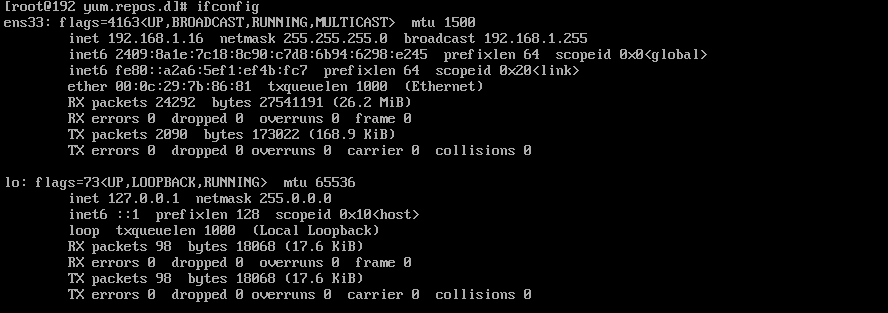 [root@192 yum.repos.d]# ifconfig
ens33: flags=4163<UP,BROADCAST,RUNNING,MULTICAST>  mtu 1500
        inet 192.168.1.16  netmask 255.255.255.0  broadcast 192.168.1.255
        inet6 2409:8a1e:7c18:8c90:c7d8:6b94:6298:e245  prefixlen 64  scopeid 0x0<global>
        inet6 fe80::a2a6:5ef1:ef4b:fc7  prefixlen 64  scopeid 0x20<link>
        ether 00:0c:29:7b:86:81  txqueuelen 1000  (Ethernet)
        RX packets 24292  bytes 27541191 (26.2 MiB)
        RX errors 0  dropped 0  overruns 0  frame 0
        TX packets 2090  bytes 173022 (168.9 KiB)
        TX errors 0  dropped 0 overruns 0  carrier 0  collisions 0

lo: flags=73<UP,LOOPBACK,RUNNING>  mtu 65536
        inet 127.0.0.1  netmask 255.0.0.0
        inet6 ::1  prefixlen 128  scopeid 0x10<host>
        loop  txqueuelen 1000  (Local Loopback)
        RX packets 98  bytes 18068 (17.6 KiB)
        RX errors 0  dropped 0  overruns 0  frame 0
        TX packets 98  bytes 18068 (17.6 KiB)
        TX errors 0  dropped 0 overruns 0  carrier 0  collisions 0